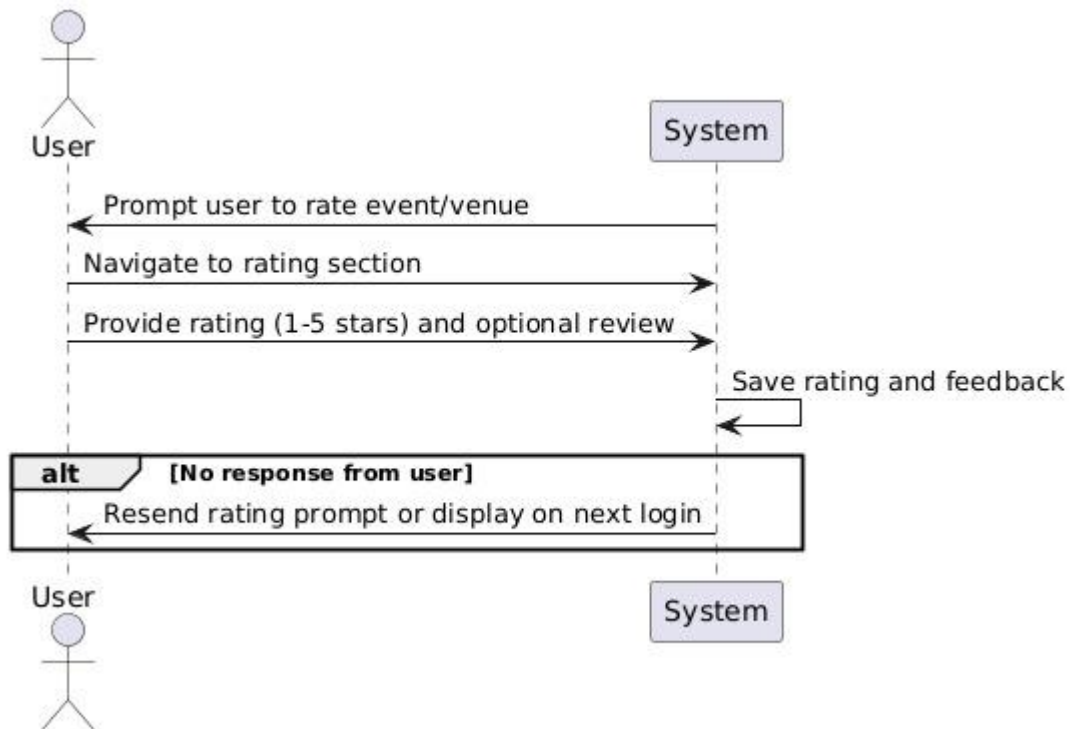 User
System
Prompt user to rate event/venue
Navigate to rating section
Provide rating (1-5 stars) and optional review
Save rating and feedback
alt [No response from user]
Resend rating prompt or display on next login
User
System